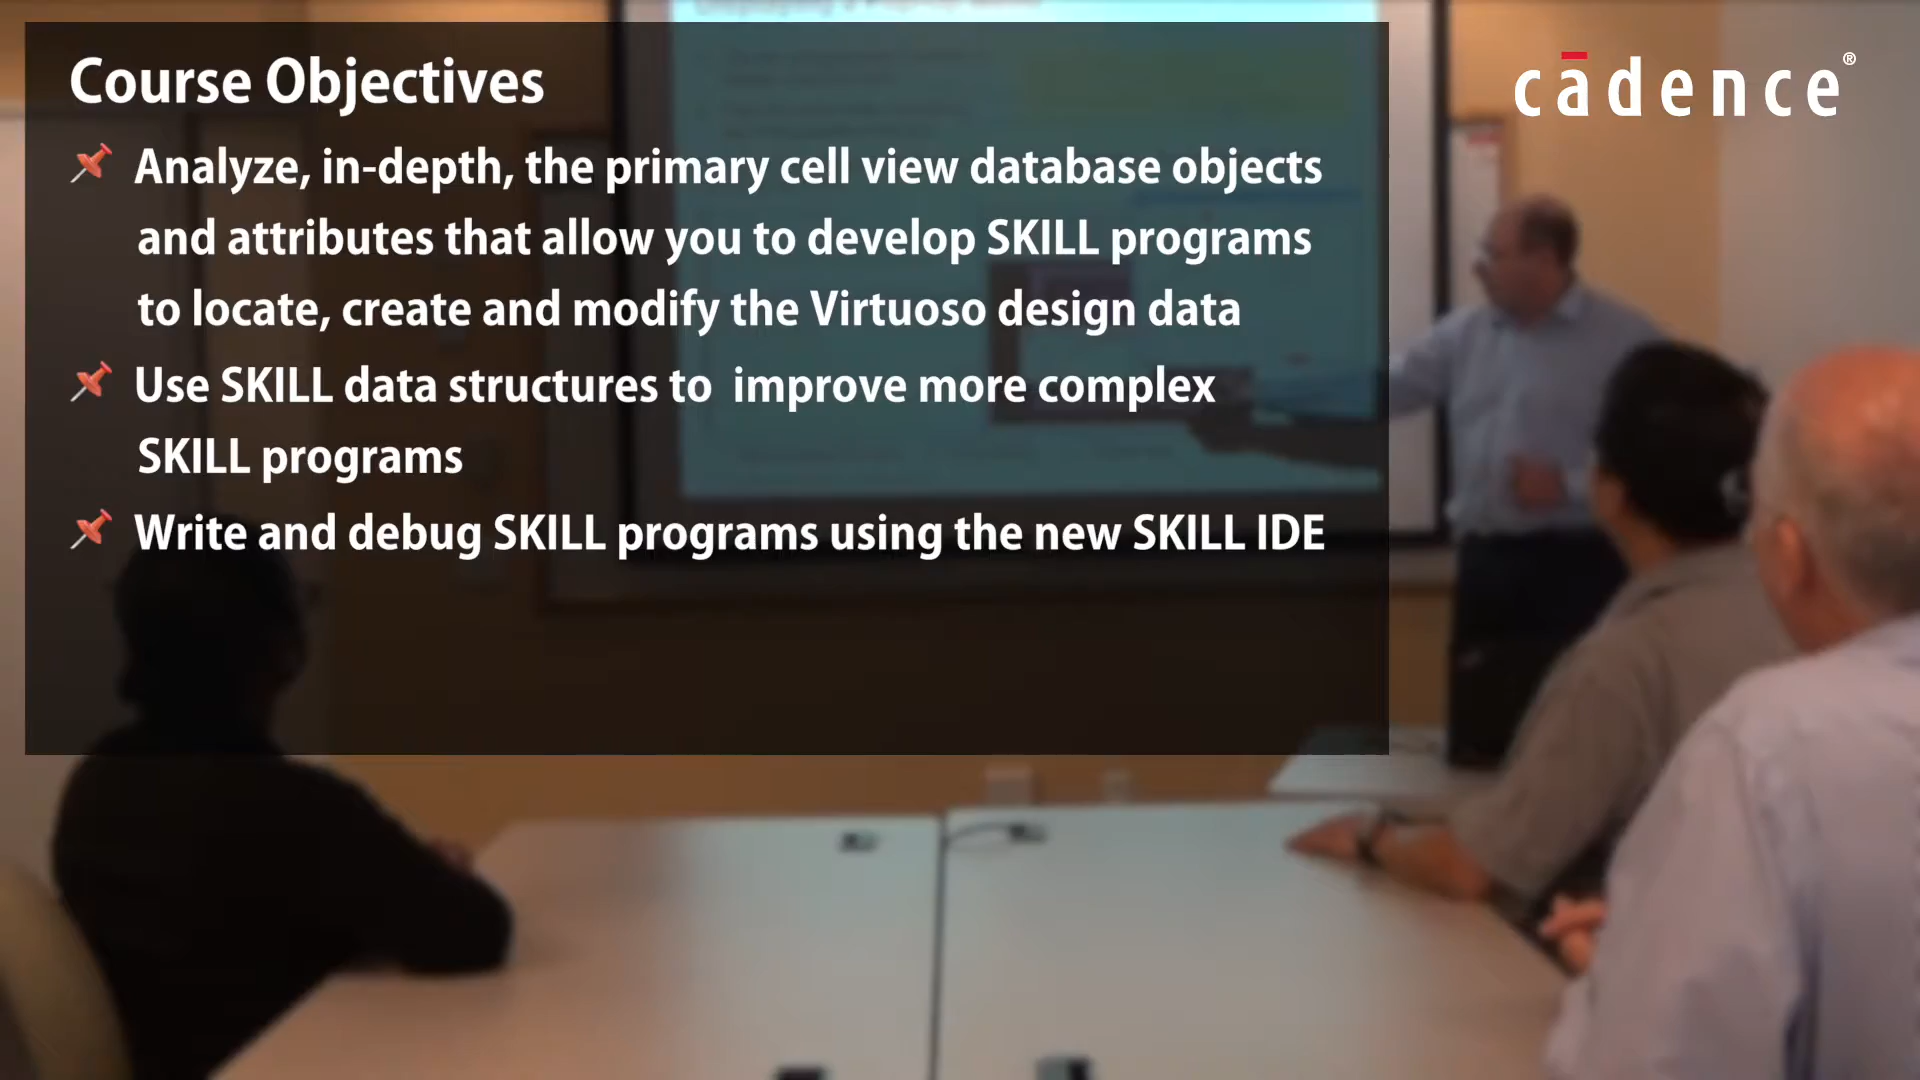 Course Objectives
cādence®
Analyze, in-depth, the primary cell view database objects
and attributes that allow you to develop SKILL programs
to locate, create and modify the Virtuoso design data
Use SKILL data structures to  improve more complex
SKILL programs
Write and debug SKILL programs using the new SKILL IDE